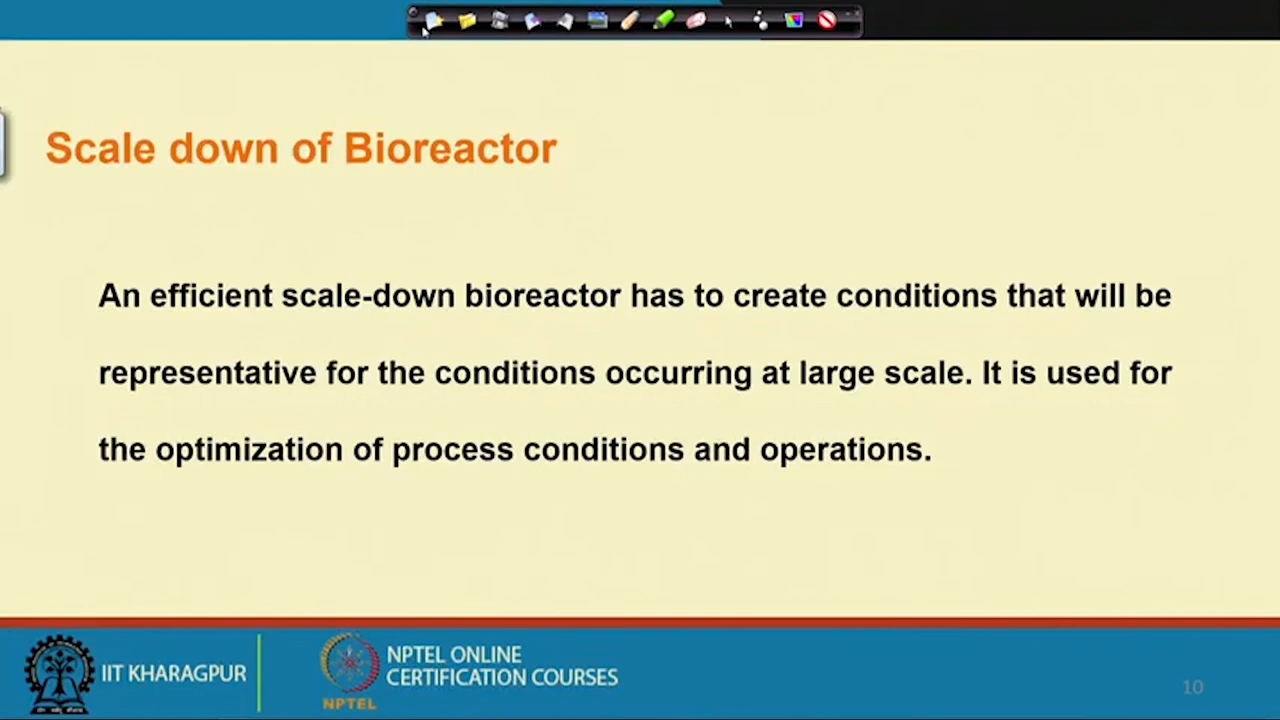 Scale down of Bioreactor
An efficient scale-down bioreactor has to create conditions that will be
representative for the conditions occurring at large scale. It is used for
the optimization of process conditions and operations.
IIT KHARAGPUR
NPTEL
NPTEL ONLINE
CERTIFICATION COURSES
10